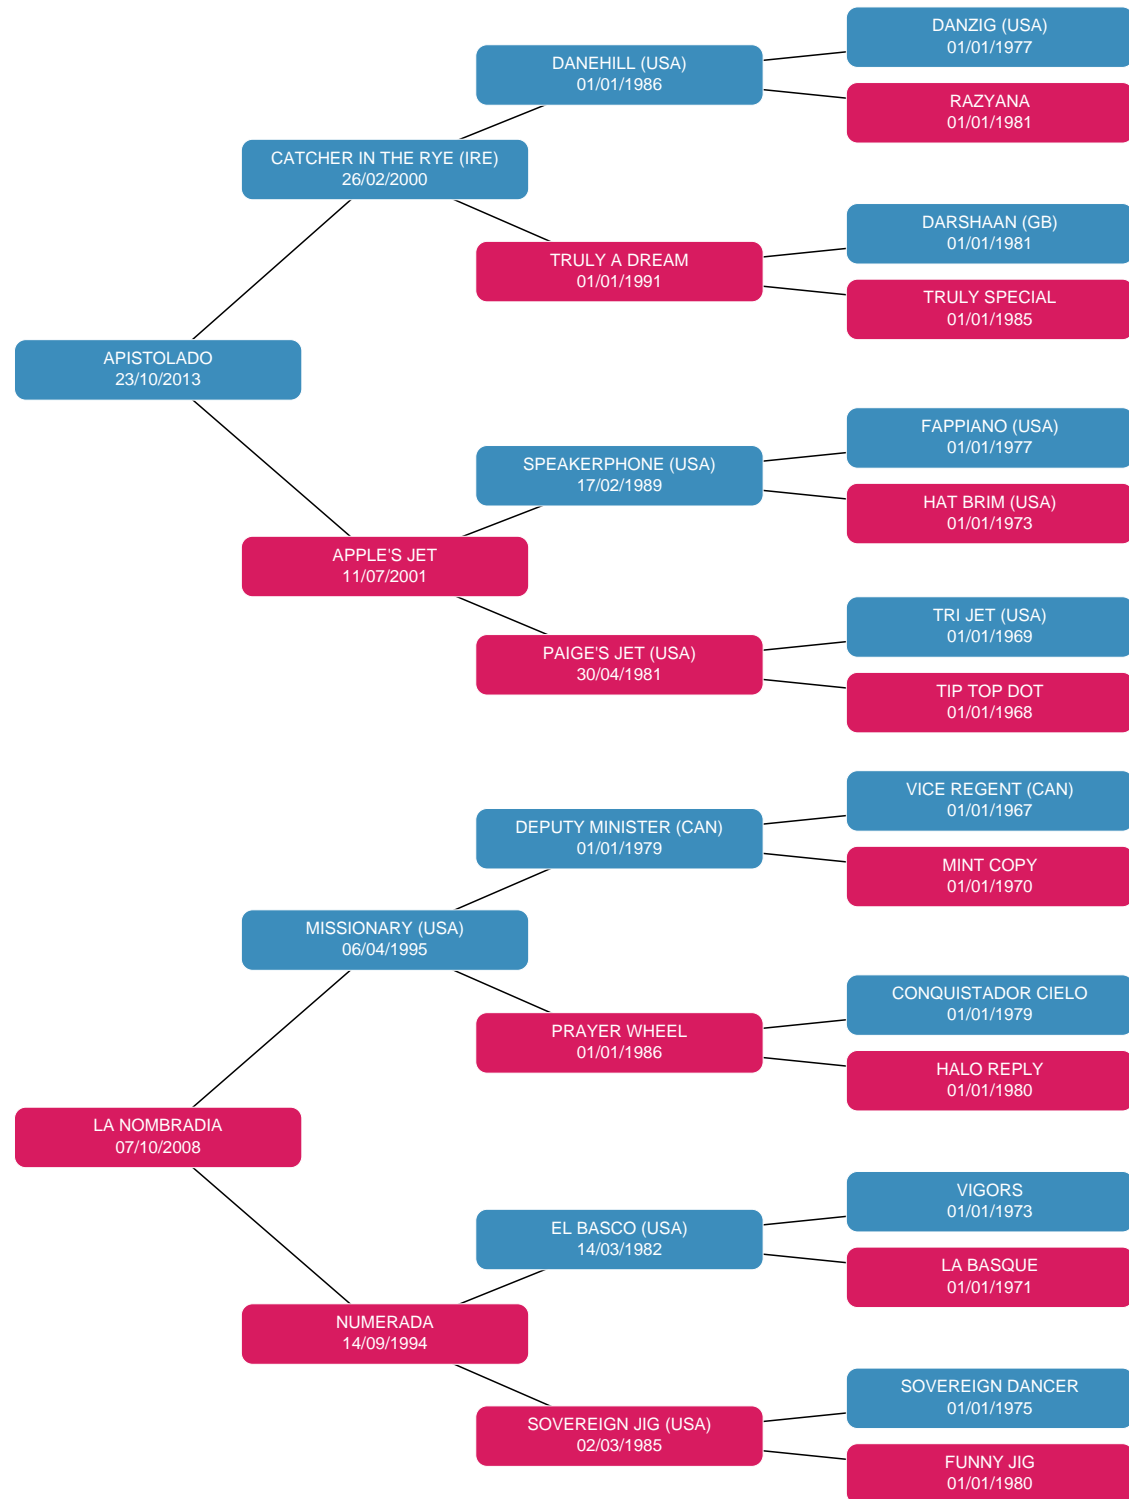 DANZIG (USA)
01/01/1977
DANEHILL (USA)
01/01/1986
RAZYANA
01/01/1981
CATCHER IN THE RYE (IRE)
26/02/2000
DARSHAAN (GB)
01/01/1981
TRULY A DREAM
01/01/1991
TRULY SPECIAL
01/01/1985
APISTOLADO
23/10/2013
FAPPIANO (USA)
01/01/1977
SPEAKERPHONE (USA)
17/02/1989
HAT BRIM (USA)
01/01/1973
APPLE'S JET
11/07/2001
TRI JET (USA)
01/01/1969
PAIGE'S JET (USA)
30/04/1981
TIP TOP DOT
01/01/1968
VICE REGENT (CAN)
01/01/1967
DEPUTY MINISTER (CAN)
01/01/1979
MINT COPY
01/01/1970
MISSIONARY (USA)
06/04/1995
CONQUISTADOR CIELO
01/01/1979
PRAYER WHEEL
01/01/1986
HALO REPLY
01/01/1980
LA NOMBRADIA
07/10/2008
VIGORS
01/01/1973
EL BASCO (USA)
14/03/1982
LA BASQUE
01/01/1971
NUMERADA
14/09/1994
SOVEREIGN DANCER
01/01/1975
SOVEREIGN JIG (USA)
02/03/1985
FUNNY JIG
01/01/1980